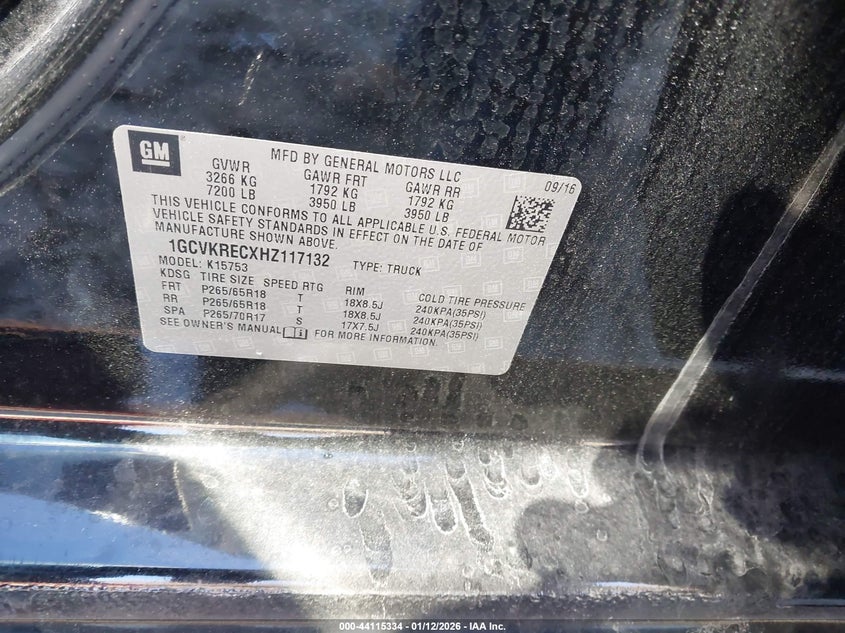 GM
MFD BY GENERAL MOTORS LLC
09/16
GVWR GAWR FRT GAWR RR
3266 KG 1792 KG 1792 KG
7200 LB 3950 LB 3950 LB
THIS VEHICLE CONFORMS TO ALL APPLICABLE U.S. FEDERAL MOTOR
VEHICLE SAFETY STANDARDS IN EFFECT ON THE DATE OF
MANUFACTURE SHOWN ABOVE.
1GCVKRECXHZ117132
MODEL: K15753 TYPE: TRUCK
KDSG TIRE SIZE SPEED RTG RIM COLD TIRE PRESSURE
FRT P265/65R18 T 18X8.5J 240KPA(35PSI)
RR P265/65R18 T 18X8.5J 240KPA(35PSI)
SPA P265/70R17 S 17X7.5J 240KPA(35PSI)
SEE OWNER'S MANUAL FOR MORE INFORMATION.
000-44115334 - 01/12/2026 - IAA Inc.